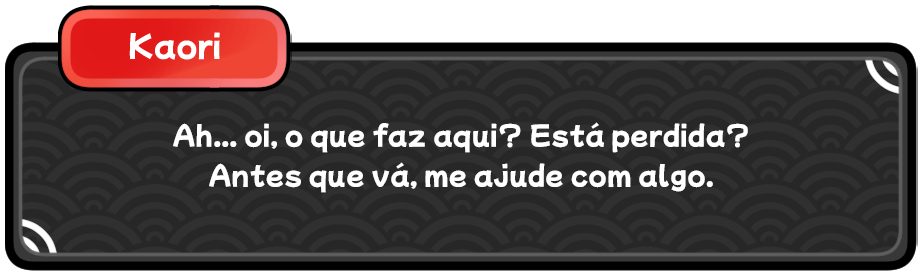 Kaori
Ah... oi, o que faz aqui? Está perdida?
Antes que vá, me ajude com algo.